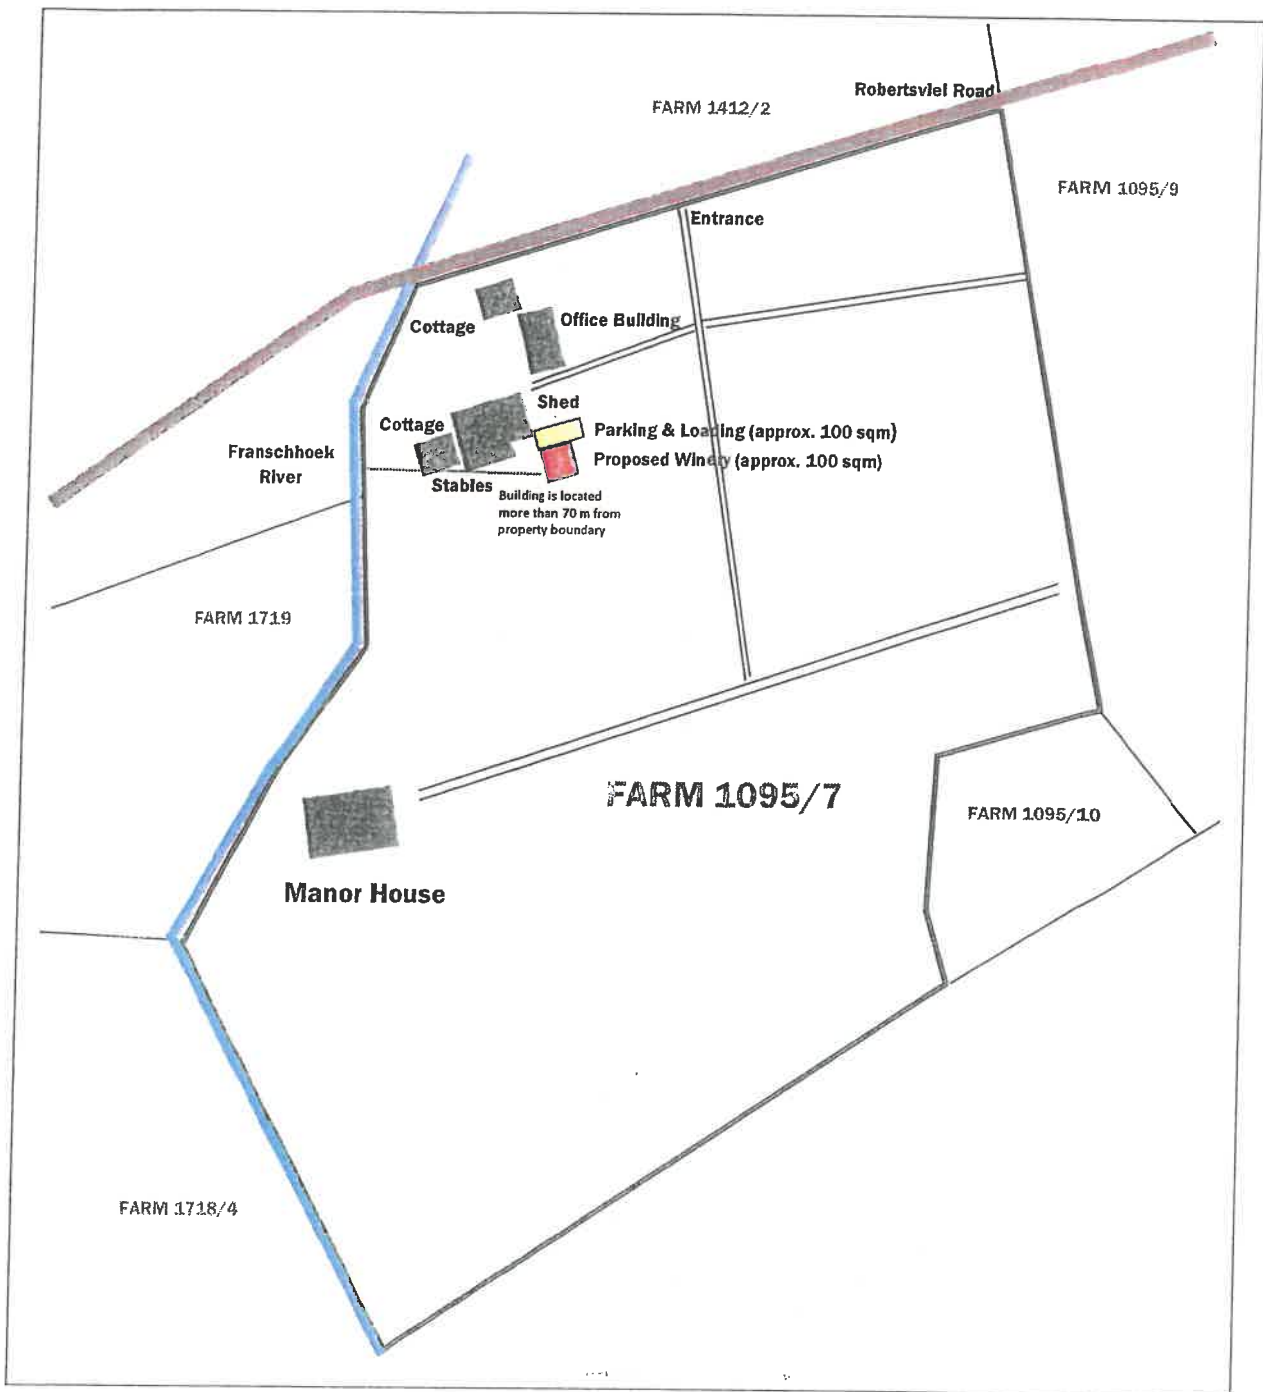 Robertsvlel Road
FARM 1412/2
FARM 1095/9
Entrance
Cottage
Office Building
Shed
Cottage
Parking & Loading (approx. 100 sqm)
Franschhoek
River
Proposed Winery (approx. 100 sqm)
Stables
Building is located
more than 70 m from
property boundary
FARM 1719
FARM 1095/7
FARM 1095/10
Manor House
FARM 1718/4